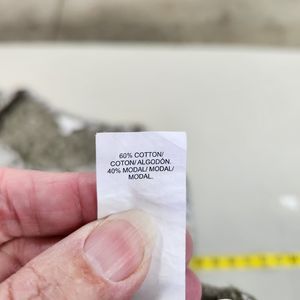 60% COTTON/
COTON/ ALGODÓN.
40% MODAL/ MODAL/
MODAL.